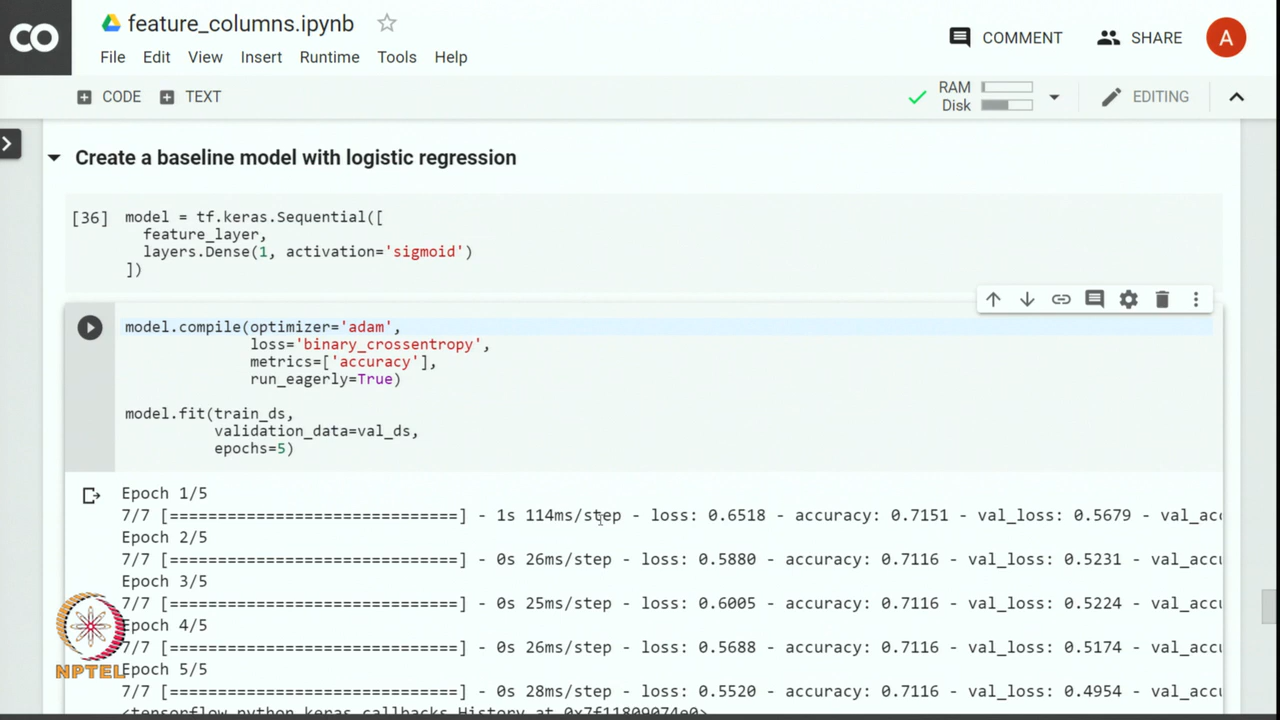 CO feature_columns.ipynb
File Edit View Insert Runtime Tools Help
COMMENT SHARE A
CODE TEXT
RAM
Disk
EDITING
Create a baseline model with logistic regression
[36] model = tf.keras.Sequential([
feature_layer,
layers.Dense(1, activation='sigmoid')
])
model.compile(optimizer='adam',
loss='binary_crossentropy',
metrics=['accuracy'],
run_eagerly=True)
model.fit(train_ds,
validation_data=val_ds,
epochs=5)
Epoch 1/5
7/7 [==============================] - 1s 114ms/step - loss: 0.6518 - accuracy: 0.7151 - val_loss: 0.5679 - val_acc
Epoch 2/5
7/7 [==============================] - 0s 26ms/step - loss: 0.5880 - accuracy: 0.7116 - val_loss: 0.5231 - val_accu
Epoch 3/5
7/7 [==============================] - 0s 25ms/step - loss: 0.6005 - accuracy: 0.7116 - val_loss: 0.5224 - val_accu
Epoch 4/5
7/7 [==============================] - 0s 26ms/step - loss: 0.5688 - accuracy: 0.7116 - val_loss: 0.5174 - val_accu
Epoch 5/5
7/7 [==============================] - 0s 28ms/step - loss: 0.5520 - accuracy: 0.7116 - val_loss: 0.4954 - val_accu
<tensorflow.python.keras.callbacks.History at 0x7f11809074e0>
NPTEL